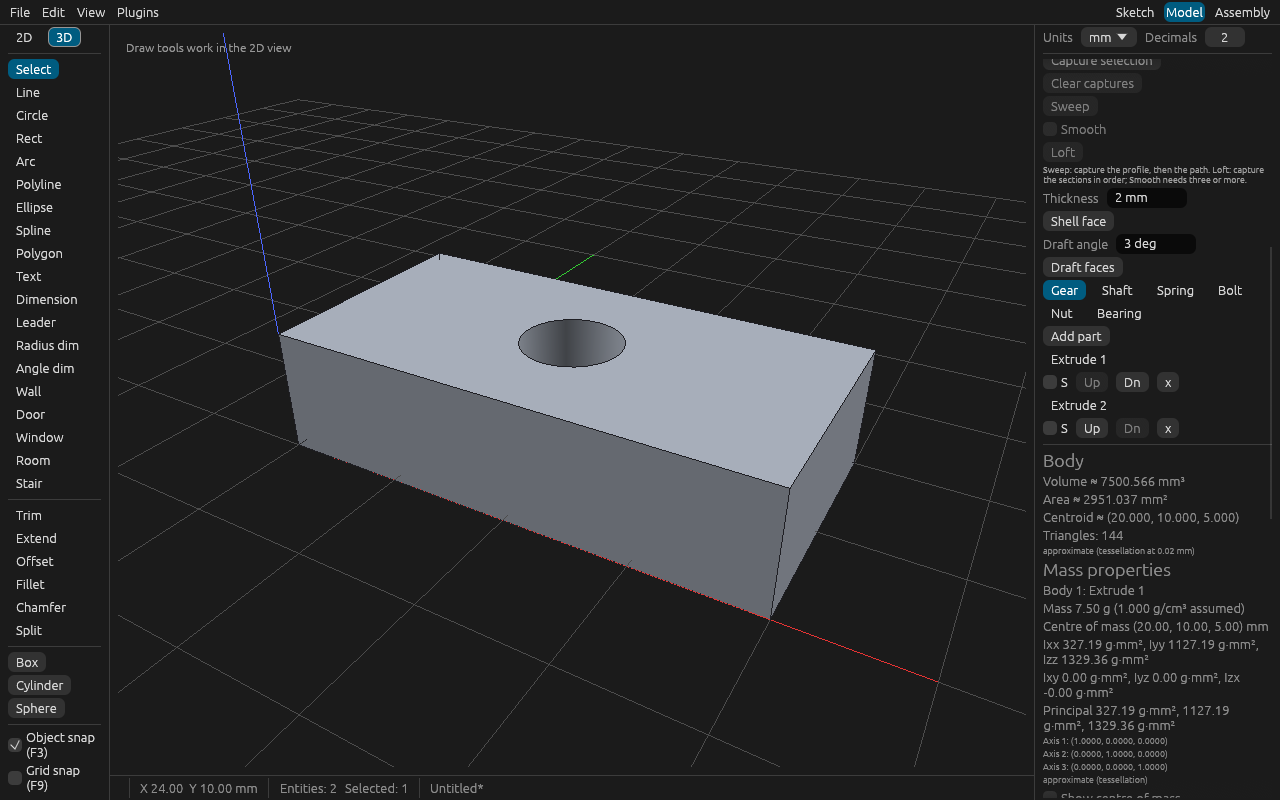 File Edit View Plugins Sketch Model Assembly
2D 3D
Draw tools work in the 2D view
Units mm Decimals 2
Select
Line
Circle
Rect
Arc
Polyline
Ellipse
Spline
Polygon
Text
Dimension
Leader
Radius dim
Angle dim
Wall
Door
Window
Room
Stair
Trim
Extend
Offset
Fillet
Chamfer
Split
Box
Cylinder
Sphere
Object snap
(F3)
Grid snap
(F9)
Capture selection
Clear captures
Sweep
Smooth
Loft
Sweep: capture the profile, then the path. Loft: capture
the sections in order; Smooth needs three or more.
Thickness 2 mm
Shell face
Draft angle 3 deg
Draft faces
Gear Shaft Spring Bolt
Nut Bearing
Add part
Extrude 1
S Up Dn x
Extrude 2
S Up Dn x
Body
Volume ≈ 7500.566 mm³
Area ≈ 2951.037 mm²
Centroid ≈ (20.000, 10.000, 5.000)
Triangles: 144
approximate (tessellation at 0.02 mm)
Mass properties
Body 1: Extrude 1
Mass 7.50 g (1.000 g/cm³ assumed)
Centre of mass (20.00, 10.00, 5.00) mm
Ixx 327.19 g·mm², Iyy 1127.19 g·mm²,
Izz 1329.36 g·mm²
Ixy 0.00 g·mm², Iyz 0.00 g·mm², Izx
-0.00 g·mm²
Principal 327.19 g·mm², 1127.19
g·mm², 1329.36 g·mm²
Axis 1: (1.0000, 0.0000, 0.0000)
Axis 2: (0.0000, 1.0000, 0.0000)
Axis 3: (0.0000, 0.0000, 1.0000)
approximate (tessellation)
Show centre of mass
X 24.00 Y 10.00 mm Entities: 2 Selected: 1 Untitled*